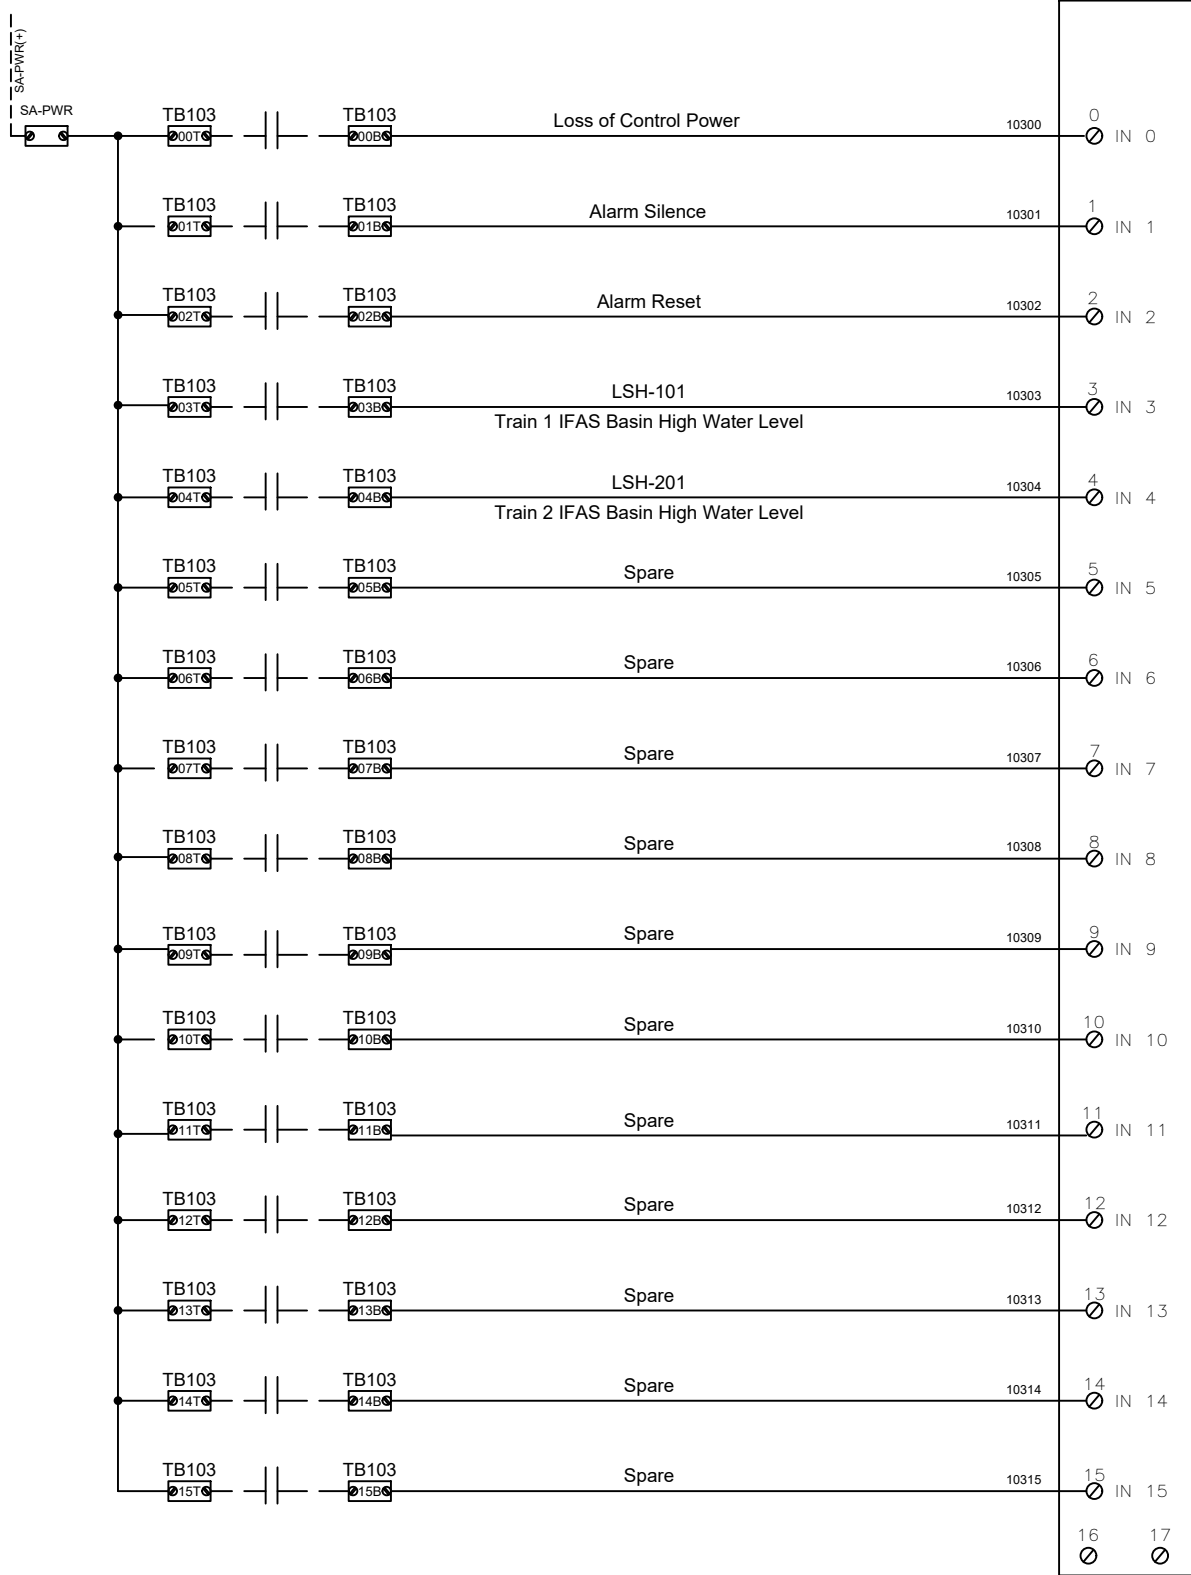 SA-PWR(+)
SA-PWR
TB103 TB103 Loss of Control Power 10300 0
00T 00B IN 0
TB103 TB103 Alarm Silence 10301 1
01T 01B IN 1
TB103 TB103 Alarm Reset 10302 2
02T 02B IN 2
TB103 TB103 LSH-101 10303 3
03T 03B IN 3
Train 1 IFAS Basin High Water Level
TB103 TB103 LSH-201 10304 4
04T 04B IN 4
Train 2 IFAS Basin High Water Level
TB103 TB103 Spare 10305 5
05T 05B IN 5
TB103 TB103 Spare 10306 6
06T 06B IN 6
TB103 TB103 Spare 10307 7
07T 07B IN 7
TB103 TB103 Spare 10308 8
08T 08B IN 8
TB103 TB103 Spare 10309 9
09T 09B IN 9
TB103 TB103 Spare 10310 10
10T 10B IN 10
TB103 TB103 Spare 10311 11
11T 11B IN 11
TB103 TB103 Spare 10312 12
12T 12B IN 12
TB103 TB103 Spare 10313 13
13T 13B IN 13
TB103 TB103 Spare 10314 14
14T 14B IN 14
TB103 TB103 Spare 10315 15
15T 15B IN 15
16 17